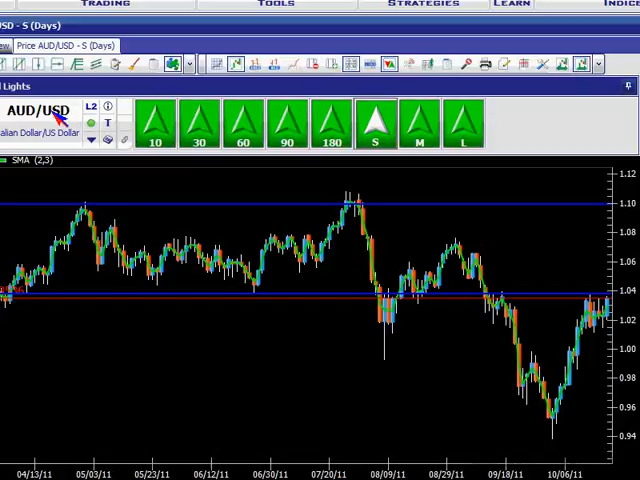 TRADING TOOLS STRATEGIES LEARN INDICE
USD - S (Days)
ew Price AUD/USD - S (Days)
l Lights
AUD/USD L2
alian Dollar/US Dollar T
10 30 60 90 180 S M L
SMA (2,3)
1.12
1.10
1.08
1.06
1.04
1.02
1.00
0.98
0.96
0.94
04/13/11 05/03/11 05/23/11 06/12/11 06/30/11 07/20/11 08/09/11 08/29/11 09/18/11 10/06/11